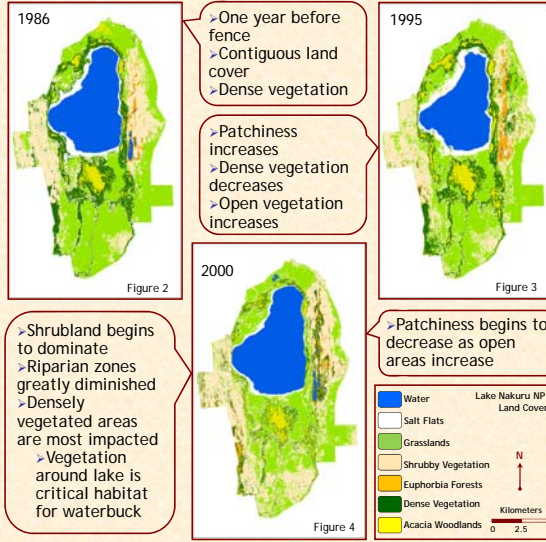 1986
➢One year before
fence
➢Contiguous land
cover
➢Dense vegetation
Figure 2
1995
➢Patchiness
increases
➢Dense vegetation
decreases
➢Open vegetation
increases
Figure 3
2000
Figure 4
➢Shrubland begins
to dominate
➢Riparian zones
greatly diminished
➢Densely
vegetated areas
are most impacted
➢Vegetation
around lake is
critical habitat
for waterbuck
➢Patchiness begins to
decrease as open
areas increase
Lake Nakuru NP
Land Cover
Water
Salt Flats
Grasslands
Shrubby Vegetation
Euphorbia Forests
Dense Vegetation
Acacia Woodlands
N
Kilometers
0 2.5